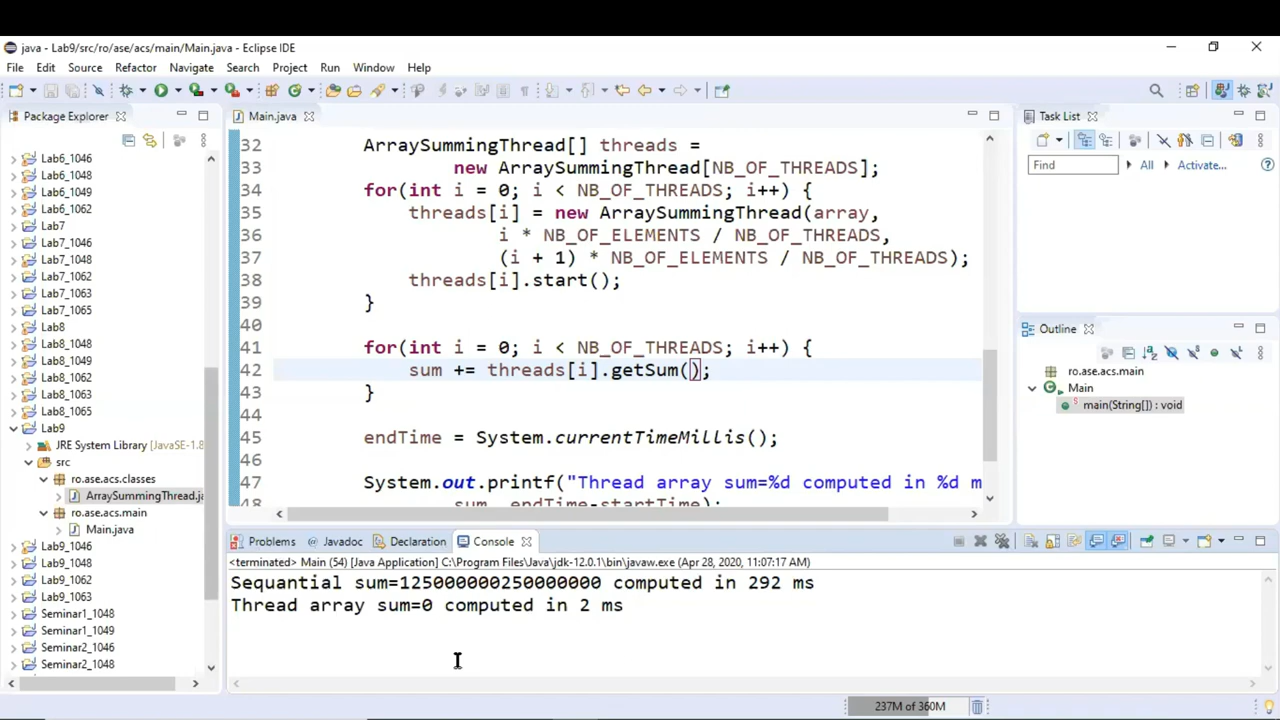 java - Lab9/src/ro/ase/acs/main/Main.java - Eclipse IDE
File Edit Source Refactor Navigate Search Project Run Window Help
Package Explorer
Lab6_1046
Lab6_1048
Lab6_1049
Lab6_1062
Lab7
Lab7_1046
Lab7_1048
Lab7_1062
Lab7_1063
Lab7_1065
Lab8
Lab8_1048
Lab8_1049
Lab8_1062
Lab8_1063
Lab8_1065
Lab9
JRE System Library [JavaSE-1.8
src
ro.ase.acs.classes
ArraySummingThread.ja
ro.ase.acs.main
Main.java
Lab9_1046
Lab9_1048
Lab9_1062
Lab9_1063
Seminar1_1048
Seminar1_1049
Seminar2_1046
Seminar2_1048
Main.java
32 ArraySummingThread[] threads =
33 new ArraySummingThread[NB_OF_THREADS];
34 for(int i = 0; i < NB_OF_THREADS; i++) {
35 threads[i] = new ArraySummingThread(array,
36 i * NB_OF_ELEMENTS / NB_OF_THREADS,
37 (i + 1) * NB_OF_ELEMENTS / NB_OF_THREADS);
38 threads[i].start();
39 }
40
41 for(int i = 0; i < NB_OF_THREADS; i++) {
42 sum += threads[i].getSum();
43 }
44
45 endTime = System.currentTimeMillis();
46
47 System.out.printf("Thread array sum=%d computed in %d m
48 sum, endTime-startTime);
Task List
Find All Activate...
Outline
ro.ase.acs.main
Main
main(String[]) : void
Problems Javadoc Declaration Console
<terminated> Main (54) [Java Application] C:\Program Files\Java\jdk-12.0.1\bin\javaw.exe (Apr 28, 2020, 11:07:17 AM)
Sequantial sum=125000000250000000 computed in 292 ms
Thread array sum=0 computed in 2 ms
237M of 360M